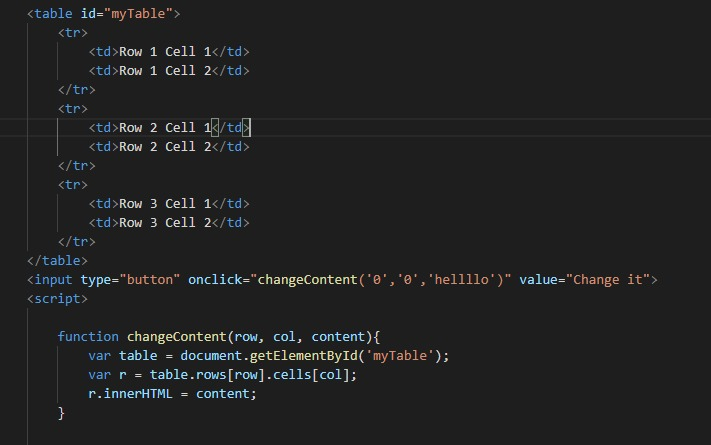 <table id="myTable">
<tr>
<td>Row 1 Cell 1</td>
<td>Row 1 Cell 2</td>
</tr>
<tr>
<td>Row 2 Cell 1</td>
<td>Row 2 Cell 2</td>
</tr>
<tr>
<td>Row 3 Cell 1</td>
<td>Row 3 Cell 2</td>
</tr>
</table>
<input type="button" onclick="changeContent('0','0','hellllo')" value="Change it">
<script>
function changeContent(row, col, content){
var table = document.getElementById('myTable');
var r = table.rows[row].cells[col];
r.innerHTML = content;
}